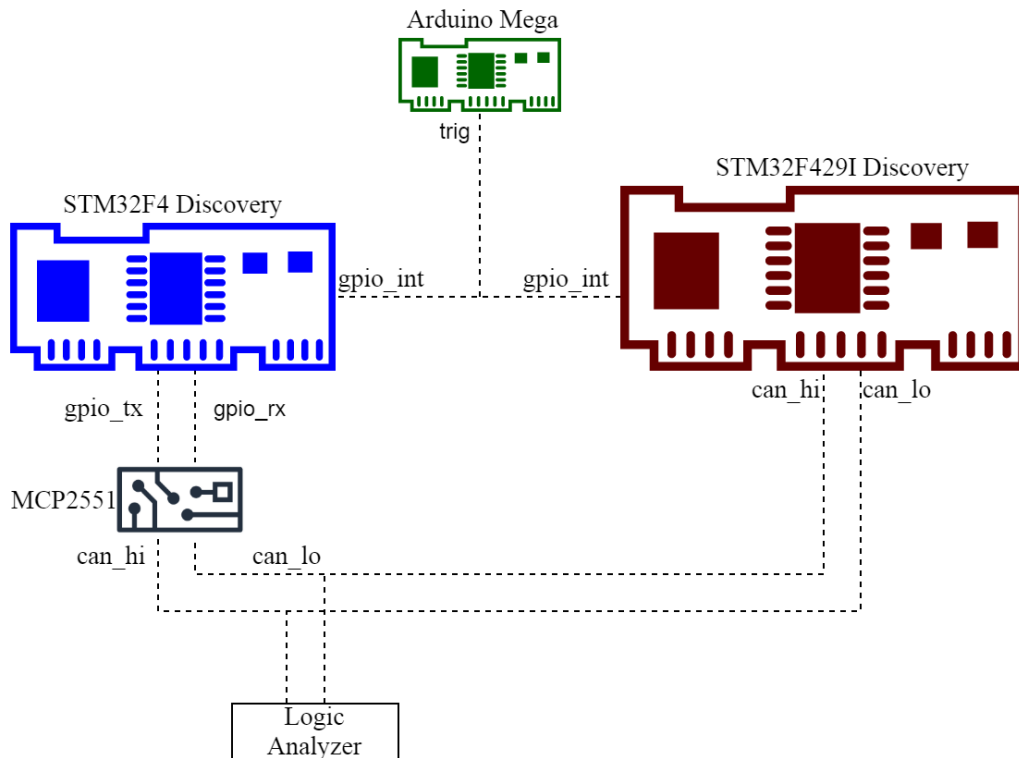 Arduino Mega
trig
STM32F429I Discovery
STM32F4 Discovery
gpio_int
gpio_int
can_hi
can_lo
gpio_tx
gpio_rx
MCP2551
can_hi
can_lo
Logic
Analyzer